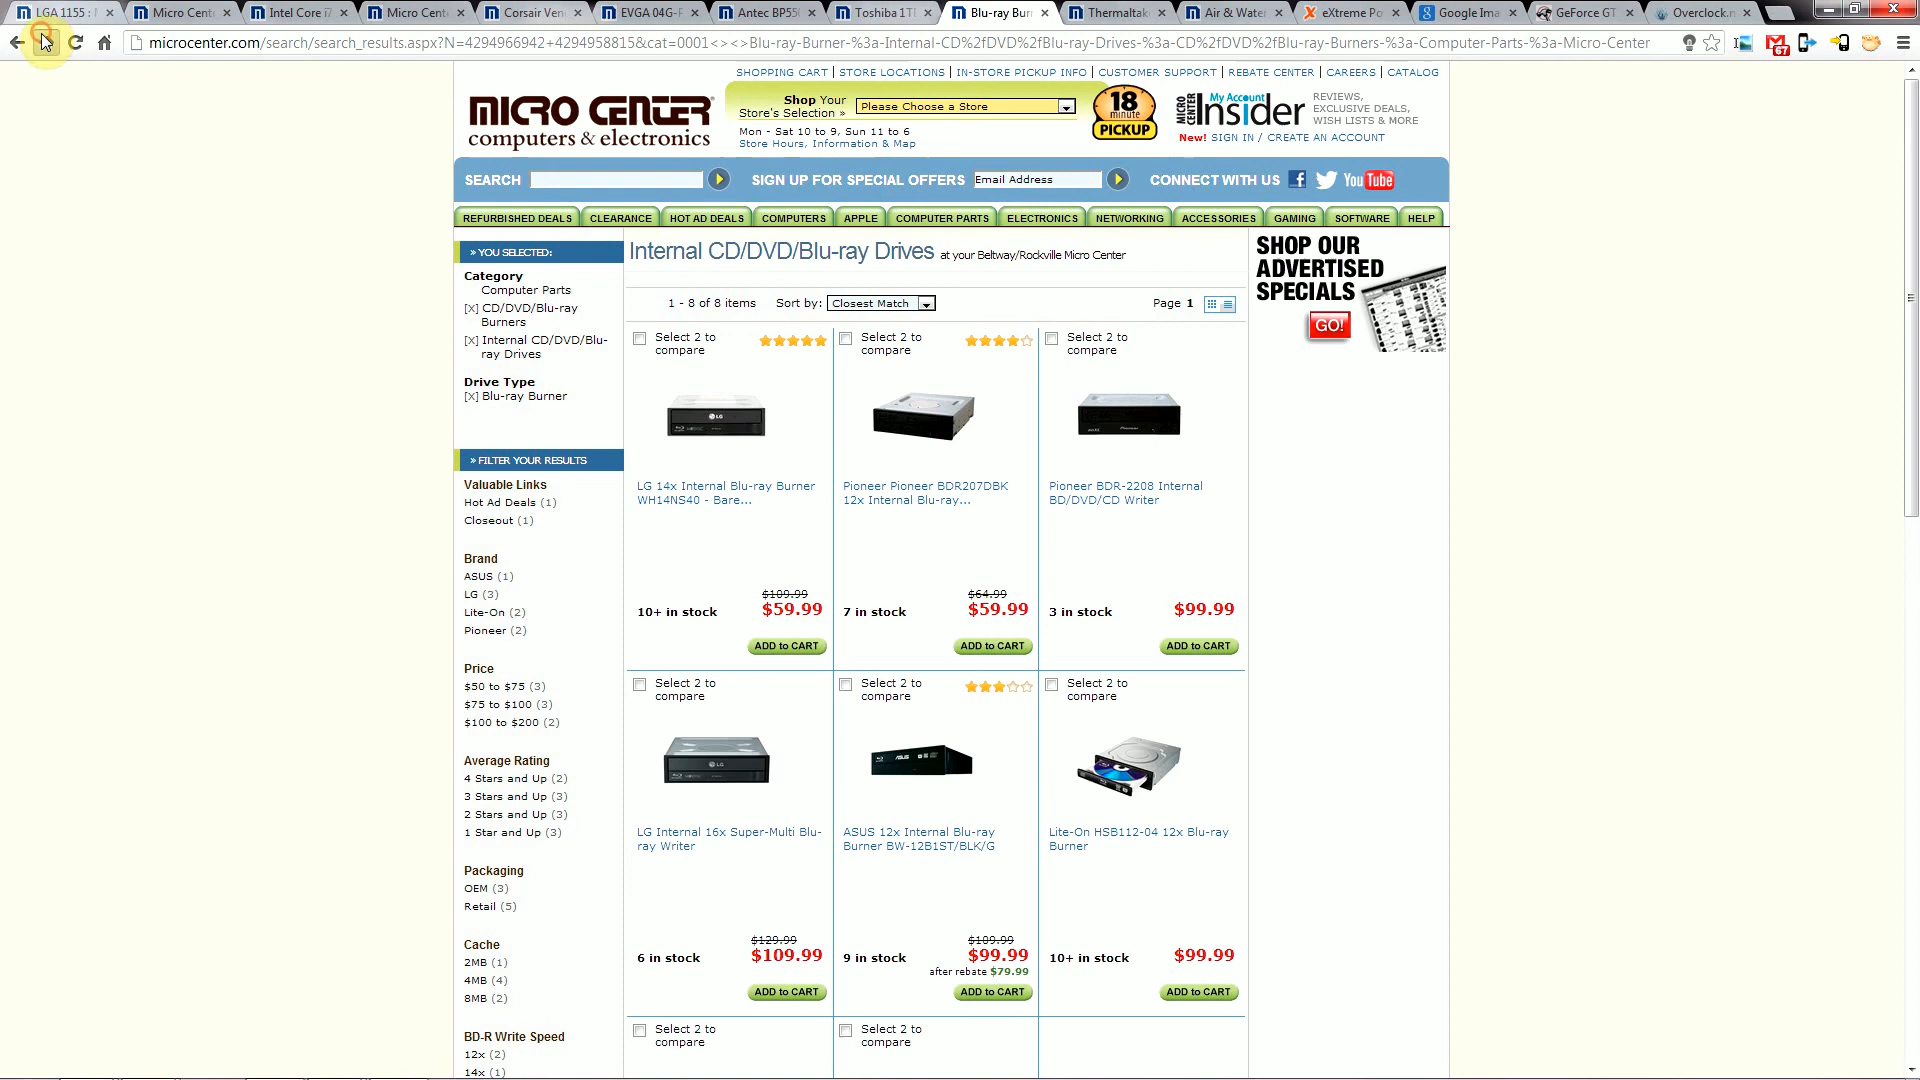 LGA 1155 :
Micro Cent
Intel Core i7
Micro Cent
Corsair Ven
EVGA 04G-
Antec BP55
Toshiba 1T
Blu-ray Bur
Thermaltak
Air & Water
eXtreme Po
Google Ima
GeForce GT
Overclock.n
microcenter.com/search/search_results.aspx?N=4294966942+4294958815&cat=0001<><>Blu-ray-Burner-%3a-Internal-CD%2fDVD%2fBlu-ray-Drives-%3a-CD%2fDVD%2fBlu-ray-Burners-%3a-Computer-Parts-%3a-Micro-Center
67
SHOPPING CART | STORE LOCATIONS | IN-STORE PICKUP INFO | CUSTOMER SUPPORT | REBATE CENTER | CAREERS | CATALOG
MICRO CENTER
computers & electronics
Shop Your
Store's Selection »
Please Choose a Store
Mon - Sat 10 to 9, Sun 11 to 6
Store Hours, Information & Map
18
minute
PICKUP
MICRO CENTER
My Account
Insider
REVIEWS,
EXCLUSIVE DEALS,
WISH LISTS & MORE
New! SIGN IN / CREATE AN ACCOUNT
SEARCH
SIGN UP FOR SPECIAL OFFERS
Email Address
CONNECT WITH US
You Tube
REFURBISHED DEALS
CLEARANCE
HOT AD DEALS
COMPUTERS
APPLE
COMPUTER PARTS
ELECTRONICS
NETWORKING
ACCESSORIES
GAMING
SOFTWARE
HELP
» YOU SELECTED:
Category
Computer Parts
[X] CD/DVD/Blu-ray
Burners
[X] Internal CD/DVD/Blu-
ray Drives
Drive Type
[X] Blu-ray Burner
» FILTER YOUR RESULTS
Valuable Links
Hot Ad Deals (1)
Closeout (1)
Brand
ASUS (1)
LG (3)
Lite-On (2)
Pioneer (2)
Price
$50 to $75 (3)
$75 to $100 (3)
$100 to $200 (2)
Average Rating
4 Stars and Up (2)
3 Stars and Up (3)
2 Stars and Up (3)
1 Star and Up (3)
Packaging
OEM (3)
Retail (5)
Cache
2MB (1)
4MB (4)
8MB (2)
BD-R Write Speed
12x (2)
14x (1)
Internal CD/DVD/Blu-ray Drives at your Beltway/Rockville Micro Center
1 - 8 of 8 items
Sort by: Closest Match
Page 1
Select 2 to
compare
LG
LG 14x Internal Blu-ray Burner
WH14NS40 - Bare...
10+ in stock
$109.99
$59.99
ADD to CART
Select 2 to
compare
Pioneer Pioneer BDR207DBK
12x Internal Blu-ray...
7 in stock
$64.99
$59.99
ADD to CART
Select 2 to
compare
Pioneer
Pioneer BDR-2208 Internal
BD/DVD/CD Writer
3 in stock
$99.99
ADD to CART
Select 2 to
compare
LG
LG Internal 16x Super-Multi Blu-
ray Writer
6 in stock
$129.99
$109.99
ADD to CART
Select 2 to
compare
ASUS
ASUS 12x Internal Blu-ray
Burner BW-12B1ST/BLK/G
9 in stock
$109.99
$99.99
after rebate $79.99
ADD to CART
Select 2 to
compare
Lite-On HSB112-04 12x Blu-ray
Burner
10+ in stock
$99.99
ADD to CART
Select 2 to
compare
Select 2 to
compare
SHOP OUR
ADVERTISED
SPECIALS
GO!